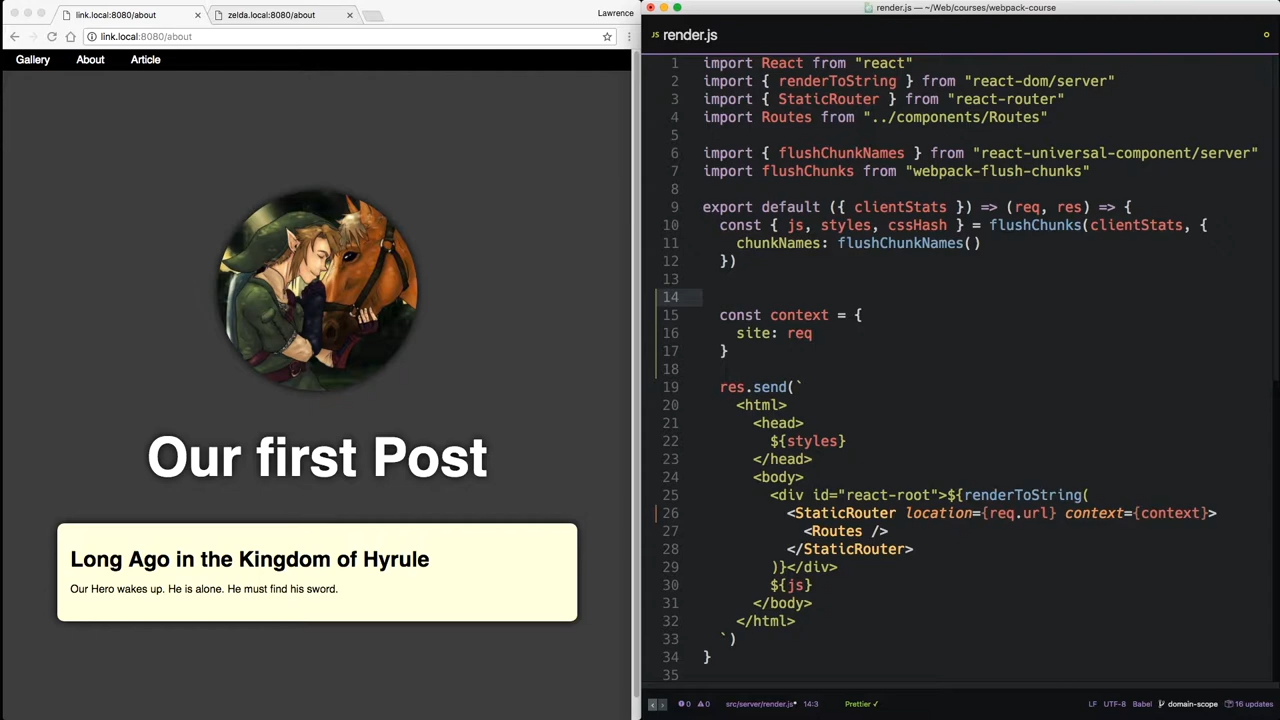 link.local:8080/about
zelda.local:8080/about
Lawrence
link.local:8080/about
Gallery About Article
Our first Post
Long Ago in the Kingdom of Hyrule
Our Hero wakes up. He is alone. He must find his sword.
render.js — ~/Web/courses/webpack-course
JS render.js
1 import React from "react"
2 import { renderToString } from "react-dom/server"
3 import { StaticRouter } from "react-router"
4 import Routes from "../components/Routes"
5
6 import { flushChunkNames } from "react-universal-component/server"
7 import flushChunks from "webpack-flush-chunks"
8
9 export default ({ clientStats }) => (req, res) => {
10 const { js, styles, cssHash } = flushChunks(clientStats, {
11 chunkNames: flushChunkNames()
12 })
13
14
15 const context = {
16 site: req
17 }
18
19 res.send(`
20 <html>
21 <head>
22 ${styles}
23 </head>
24 <body>
25 <div id="react-root">${renderToString(
26 <StaticRouter location={req.url} context={context}>
27 <Routes />
28 </StaticRouter>
29 )}</div>
30 ${js}
31 </body>
32 </html>
33 `)
34 }
35
0 0 src/server/render.js* 14:3 Prettier ✓ LF UTF-8 Babel domain-scope 16 updates